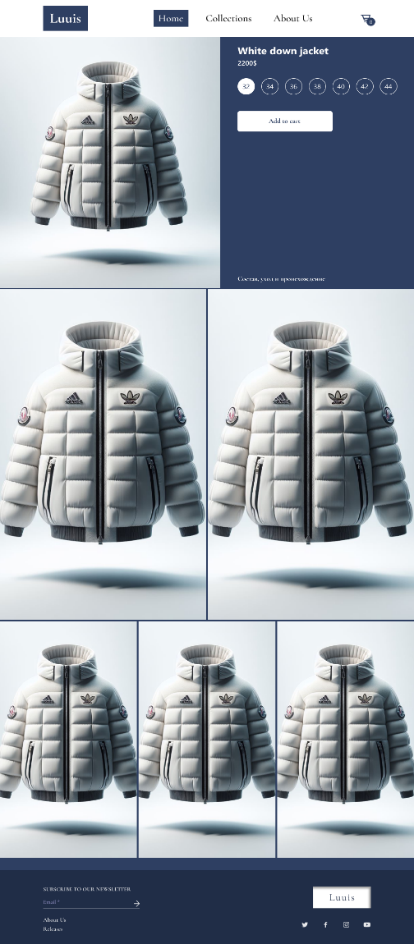 Luuis
Home
Collections
About Us
White down jacket
2200$
32 34 36 38 40 42 44
Add to cart
Состав, уход и происхождение
SUBSCRIBE TO OUR NEWSLETTER
Email *
About Us
Releases
Luuis